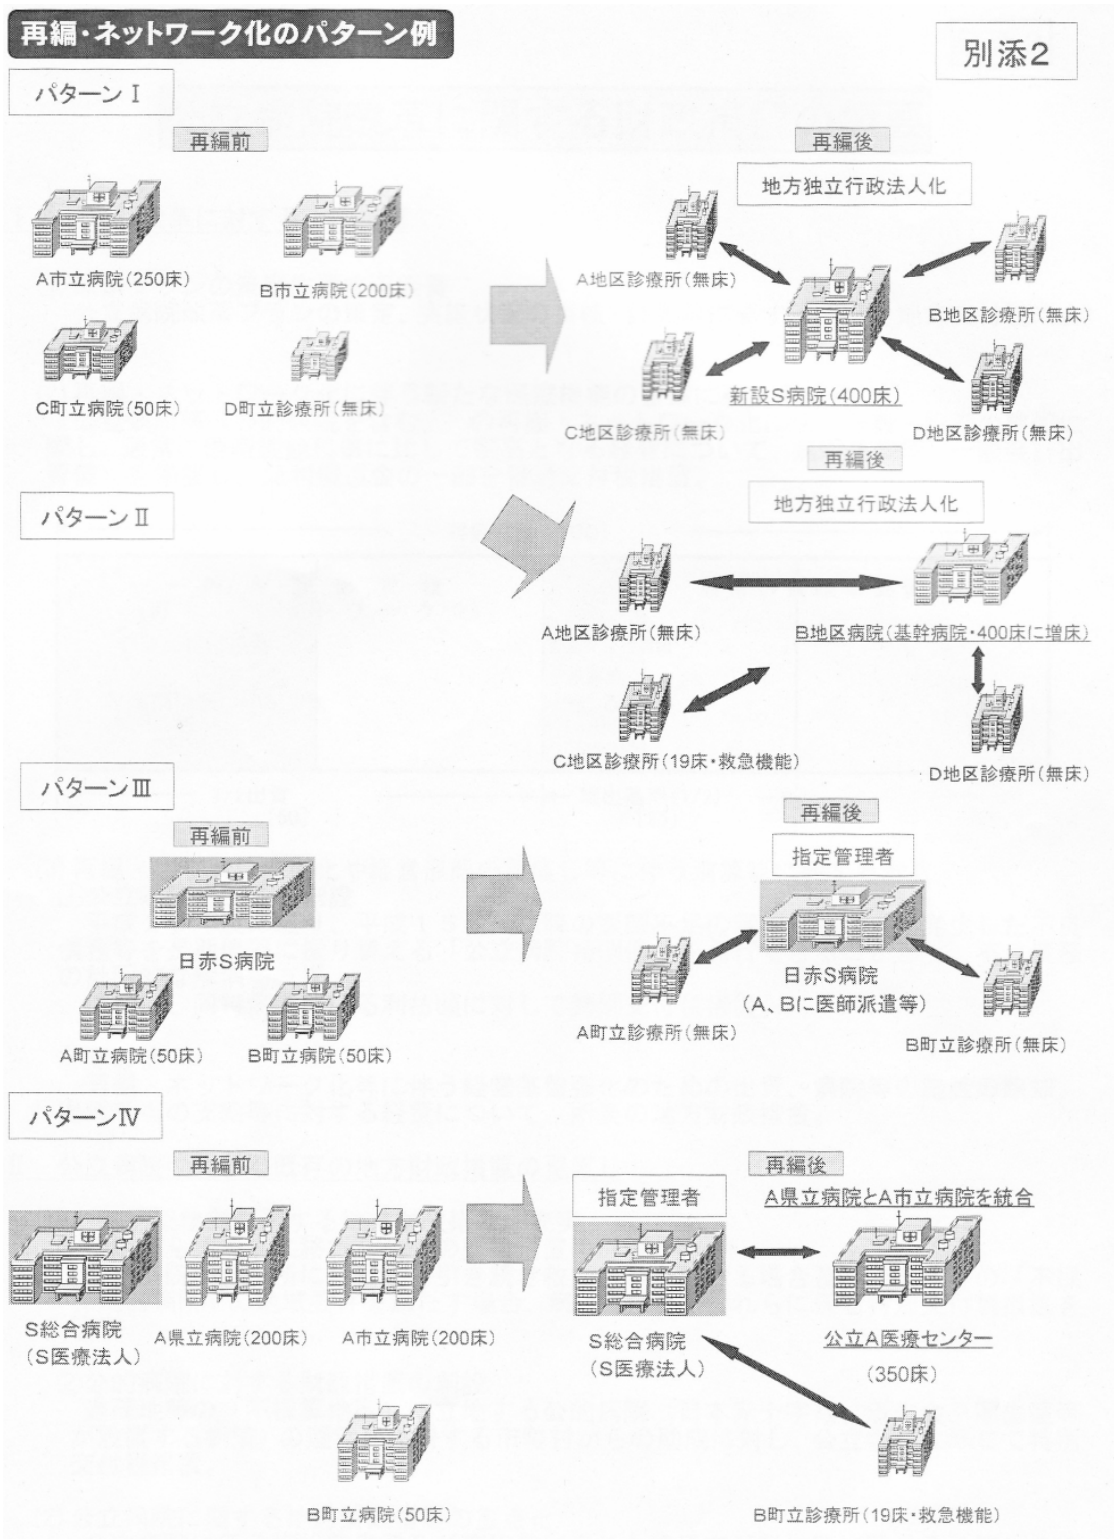 再編・ネットワーク化のパターン例
別添2
パターンⅠ
再編前
再編後
地方独立行政法人化
A市立病院(250床)
B市立病院(200床)
C町立病院(50床)
D町立診療所(無床)
A地区診療所(無床)
B地区診療所(無床)
新設S病院(400床)
C地区診療所(無床)
D地区診療所(無床)
パターンⅡ
再編後
地方独立行政法人化
A地区診療所(無床)
B地区病院(基幹病院・400床に増床)
C地区診療所(19床・救急機能)
D地区診療所(無床)
パターンⅢ
再編前
再編後
指定管理者
日赤S病院
A町立病院(50床)
B町立病院(50床)
日赤S病院
(A、Bに医師派遣等)
A町立診療所(無床)
B町立診療所(無床)
パターンⅣ
再編前
再編後
指定管理者
A県立病院とA市立病院を統合
S総合病院
(S医療法人)
A県立病院(200床)
A市立病院(200床)
B町立病院(50床)
S総合病院
(S医療法人)
公立A医療センター
(350床)
B町立診療所(19床・救急機能)